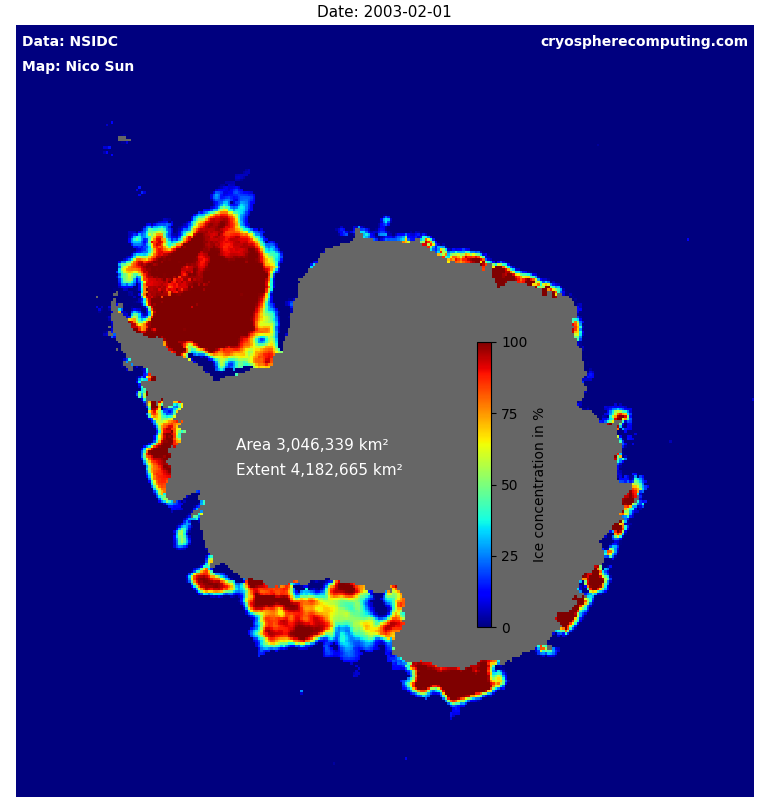 Date: 2003-02-01
Data: NSIDC
cryospherecomputing.com
Map: Nico Sun
100
75
50
25
0
Ice concentration in %
Area 3,046,339 km²
Extent 4,182,665 km²